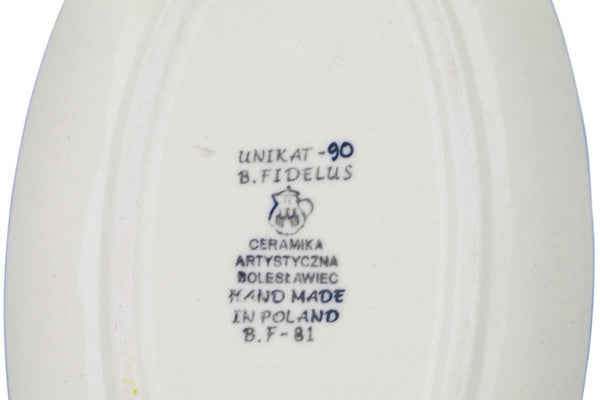 UNIKAT -90
B. FIDELUS
CERAMIKA
ARTYSTYCZNA
BOLESŁAWIEC
HAND MADE
IN POLAND
B.F-81